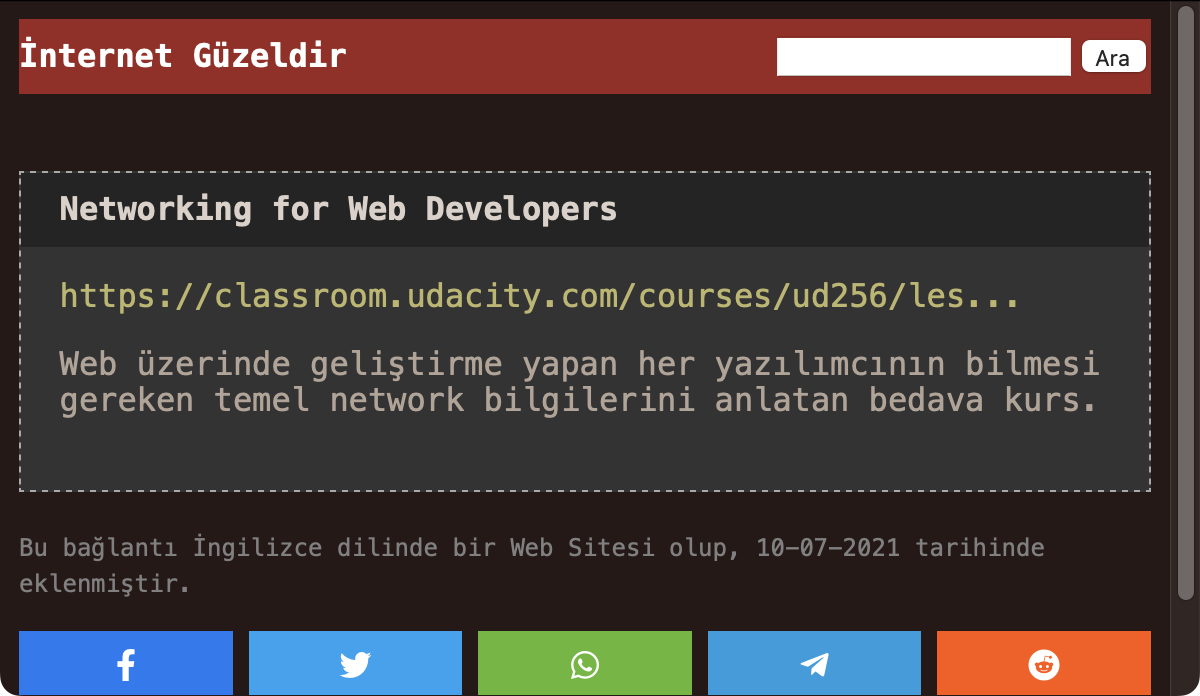 İnternet Güzeldir
Ara
Networking for Web Developers
https://classroom.udacity.com/courses/ud256/les...
Web üzerinde geliştirme yapan her yazılımcının bilmesi
gereken temel network bilgilerini anlatan bedava kurs.
Bu bağlantı İngilizce dilinde bir Web Sitesi olup, 10-07-2021 tarihinde
eklenmiştir.